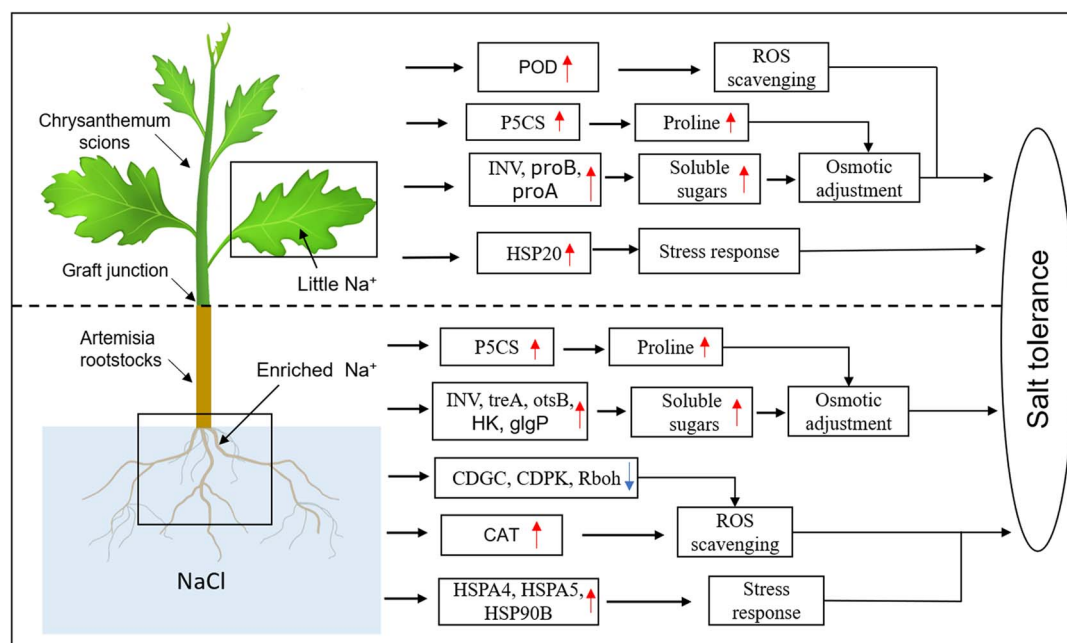 Chrysanthemum
scions
Graft junction
Little Na⁺
Artemisia
rootstocks
Enriched Na⁺
NaCl
POD
ROS
scavenging
P5CS
Proline
INV, proB,
proA
Soluble
sugars
Osmotic
adjustment
HSP20
Stress response
P5CS
Proline
INV, treA, otsB,
HK, glgP
Soluble
sugars
Osmotic
adjustment
CDGC, CDPK, Rboh
CAT
ROS
scavenging
HSPA4, HSPA5,
HSP90B
Stress
response
Salt tolerance